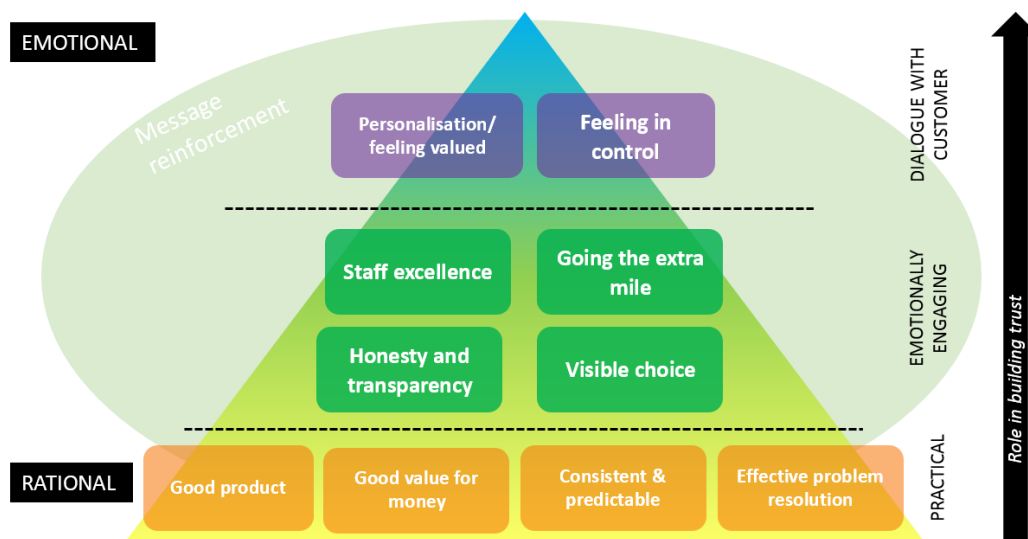 EMOTIONAL
Message
reinforcement
Personalisation/
feeling valued
Feeling in
control
DIALOGUE WITH
CUSTOMER
Staff excellence
Going the extra
mile
Honesty and
transparency
Visible choice
EMOTIONALLY
ENGAGING
RATIONAL
Good product
Good value for
money
Consistent &
predictable
Effective problem
resolution
PRACTICAL
Role in building trust